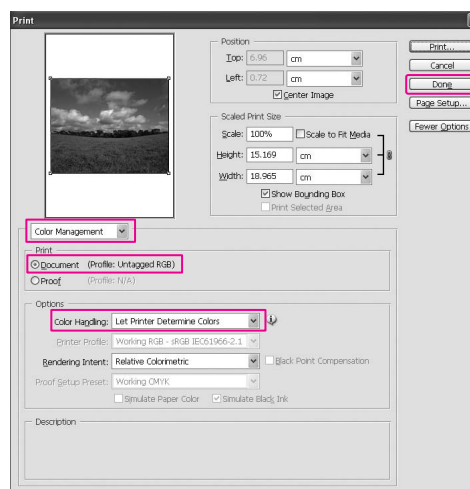 Print
Position
Top: 6.96 cm
Left: 0.72 cm
Center Image
Scaled Print Size
Scale: 100% Scale to Fit Media
Height: 15.169 cm
Width: 18.965 cm
Show Bounding Box
Print Selected Area
Print...
Cancel
Done
Page Setup...
Fewer Options
Color Management
Print
Document (Profile: Untagged RGB)
Proof (Profile: N/A)
Options
Color Handling: Let Printer Determine Colors
Printer Profile: Working RGB - sRGB IEC61966-2.1
Rendering Intent: Relative Colorimetric Black Point Compensation
Proof Setup Preset: Working CMYK
Simulate Paper Color Simulate Black Ink
Description